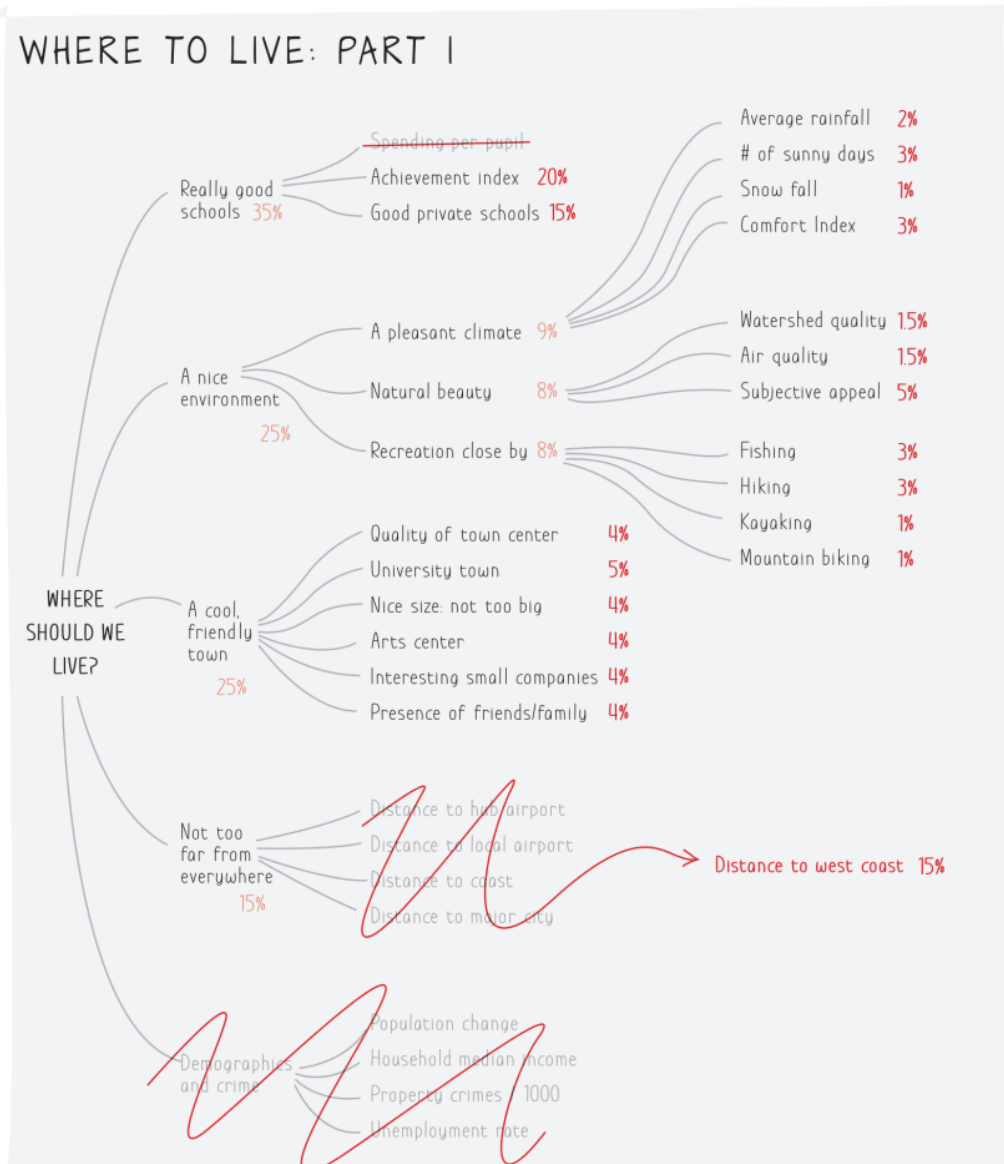 WHERE TO LIVE: PART I
Spending per pupil
Achievement index 20%
Good private schools 15%
Really good
schools 35%
Average rainfall 2%
# of sunny days 3%
Snow fall 1%
Comfort Index 3%
A pleasant climate 9%
Natural beauty 8%
Recreation close by 8%
A nice
environment
25%
Watershed quality 1.5%
Air quality 1.5%
Subjective appeal 5%
Fishing 3%
Hiking 3%
Kayaking 1%
Mountain biking 1%
WHERE
SHOULD WE
LIVE?
A cool,
friendly
town
25%
Quality of town center 4%
University town 5%
Nice size: not too big 4%
Arts center 4%
Interesting small companies 4%
Presence of friends/family 4%
Not too
far from
everywhere
15%
Distance to hub airport
Distance to local airport
Distance to coast
Distance to major city
Distance to west coast 15%
Demographics
and crime
Population change
Household median income
Property crimes / 1000
Unemployment rate